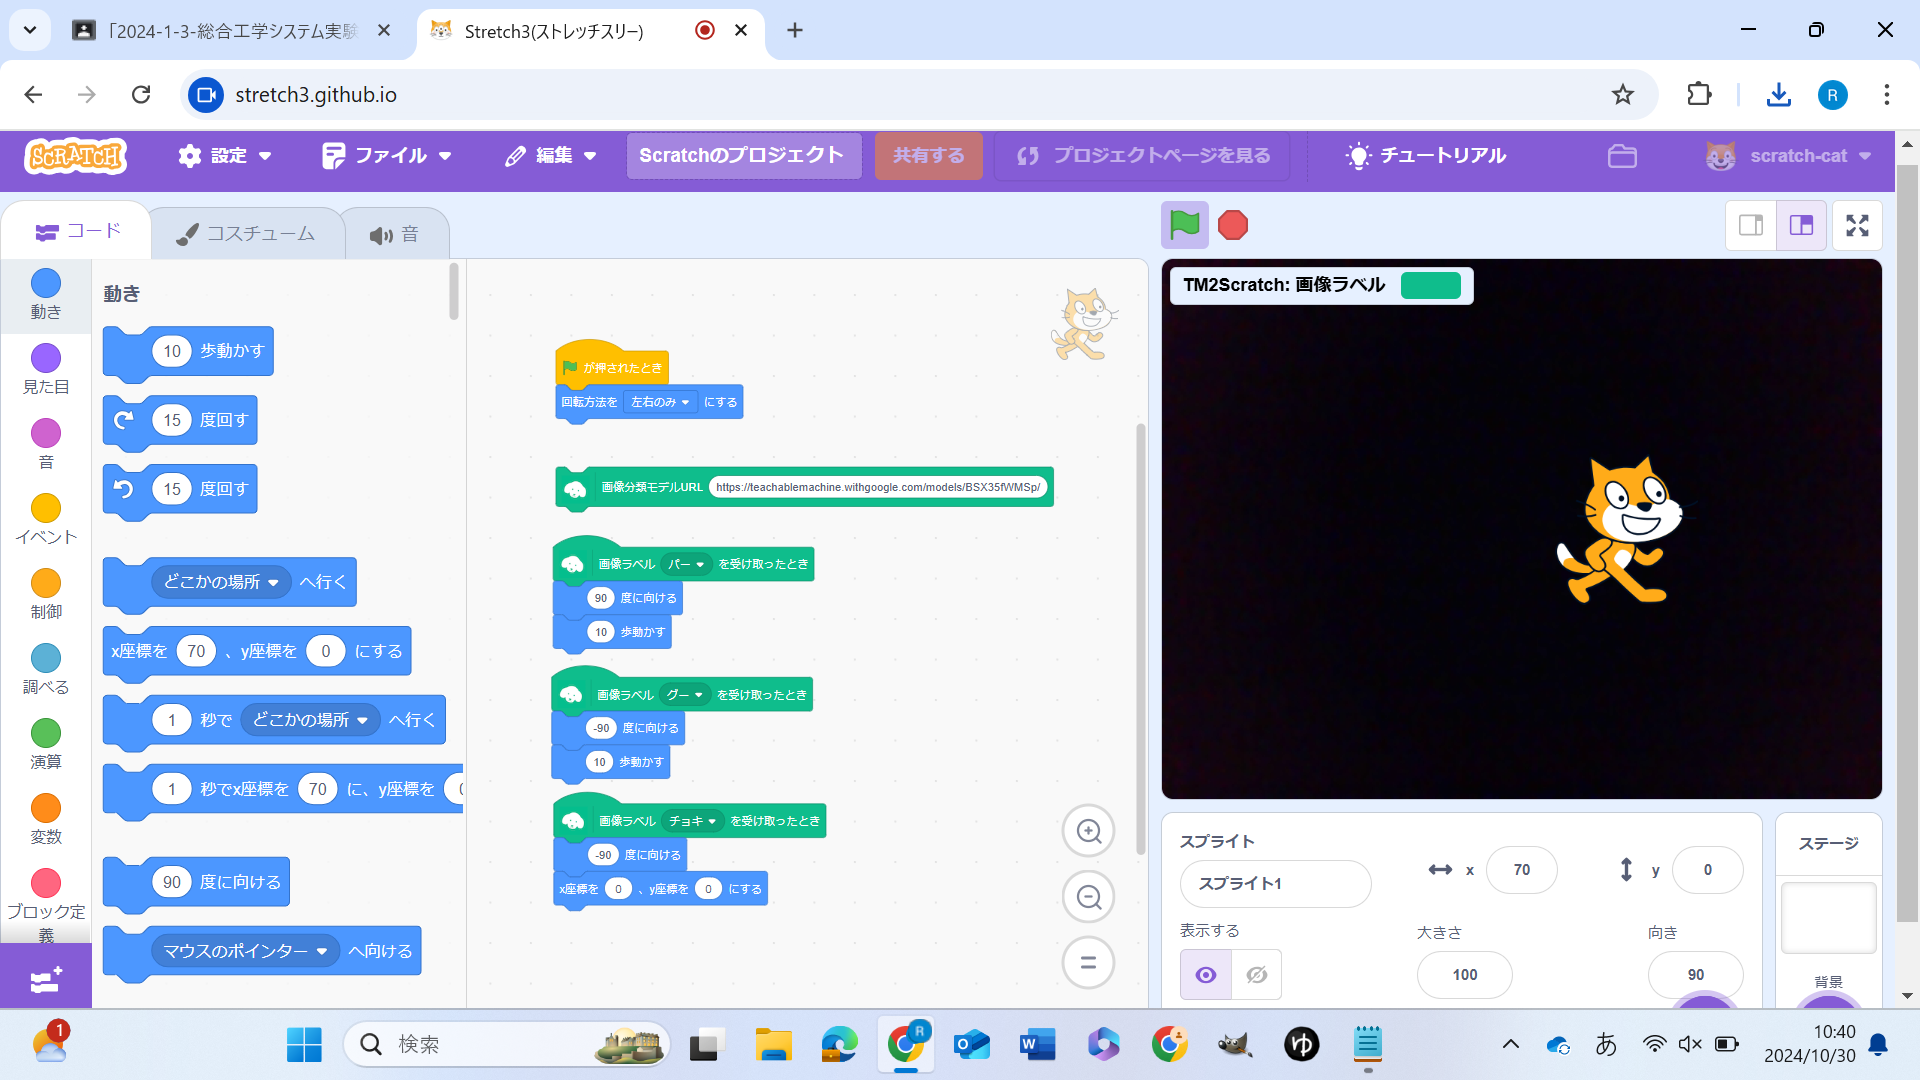 「2024-1-3-総合工学システム実験
Stretch3(ストレッチスリー)
stretch3.github.io
R
SCRATCH
設定
ファイル
編集
Scratchのプロジェクト
共有する
プロジェクトページを見る
チュートリアル
scratch-cat
コード
コスチューム
音
動き
見た目
音
イベント
制御
調べる
演算
変数
ブロック定
義
動き
10 歩動かす
15 度回す
15 度回す
どこかの場所 へ行く
x座標を 70 、y座標を 0 にする
1 秒で どこかの場所 へ行く
1 秒でx座標を 70 に、y座標を
90 度に向ける
マウスのポインター へ向ける
が押されたとき
回転方法を 左右のみ にする
画像分類モデルURL https://teachablemachine.withgoogle.com/models/BSX35fWMSp/
画像ラベル パー を受け取ったとき
90 度に向ける
10 歩動かす
画像ラベル グー を受け取ったとき
-90 度に向ける
10 歩動かす
画像ラベル チョキ を受け取ったとき
-90 度に向ける
x座標を 0 、y座標を 0 にする
TM2Scratch: 画像ラベル
スプライト
スプライト1
x 70 y 0
表示する
大きさ
100
向き
90
ステージ
背景
1
検索
R
あ
10:40
2024/10/30